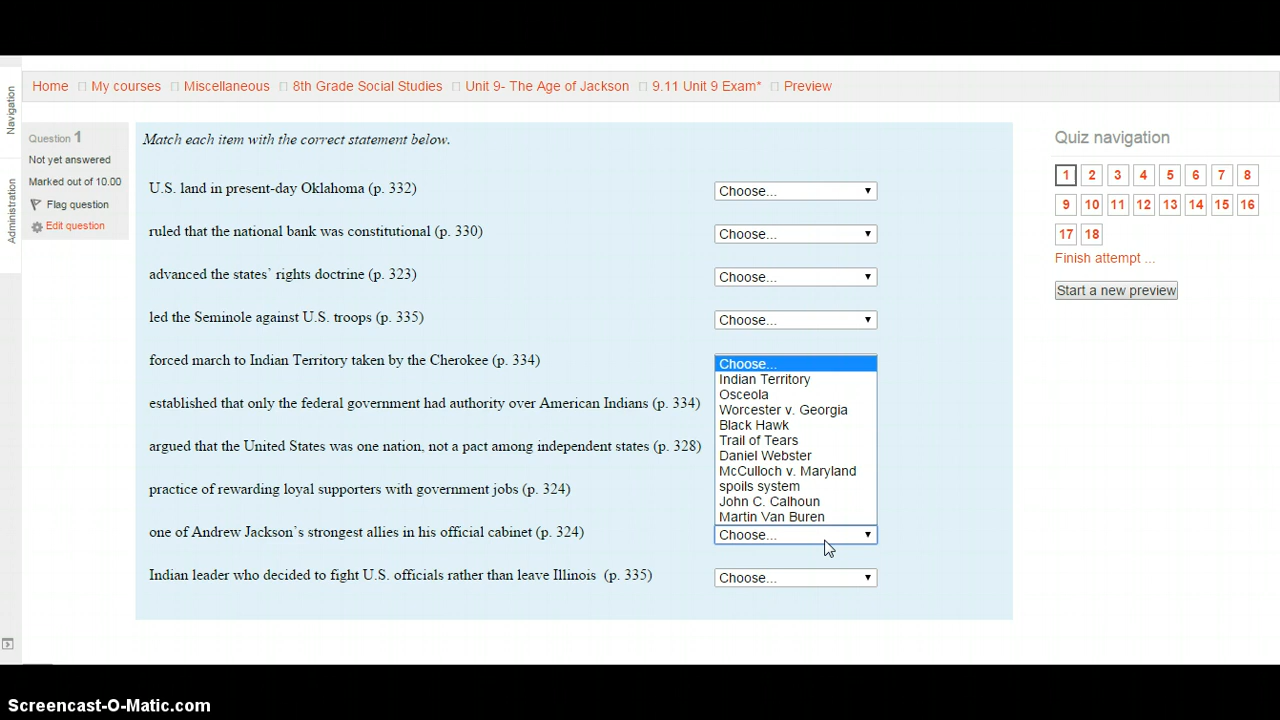 Home My courses Miscellaneous 8th Grade Social Studies Unit 9- The Age of Jackson 9.11 Unit 9 Exam* Preview
Navigation
Administration
Question 1
Not yet answered
Marked out of 10.00
Flag question
Edit question
Match each item with the correct statement below.
U.S. land in present-day Oklahoma (p. 332) Choose...
ruled that the national bank was constitutional (p. 330) Choose...
advanced the states' rights doctrine (p. 323) Choose...
led the Seminole against U.S. troops (p. 335) Choose...
forced march to Indian Territory taken by the Cherokee (p. 334)
established that only the federal government had authority over American Indians (p. 334)
argued that the United States was one nation, not a pact among independent states (p. 328)
practice of rewarding loyal supporters with government jobs (p. 324)
one of Andrew Jackson's strongest allies in his official cabinet (p. 324) Choose...
Indian leader who decided to fight U.S. officials rather than leave Illinois (p. 335) Choose...
Choose...
Indian Territory
Osceola
Worcester v. Georgia
Black Hawk
Trail of Tears
Daniel Webster
McCulloch v. Maryland
spoils system
John C. Calhoun
Martin Van Buren
Quiz navigation
1 2 3 4 5 6 7 8
9 10 11 12 13 14 15 16
17 18
Finish attempt ...
Start a new preview
Screencast-O-Matic.com